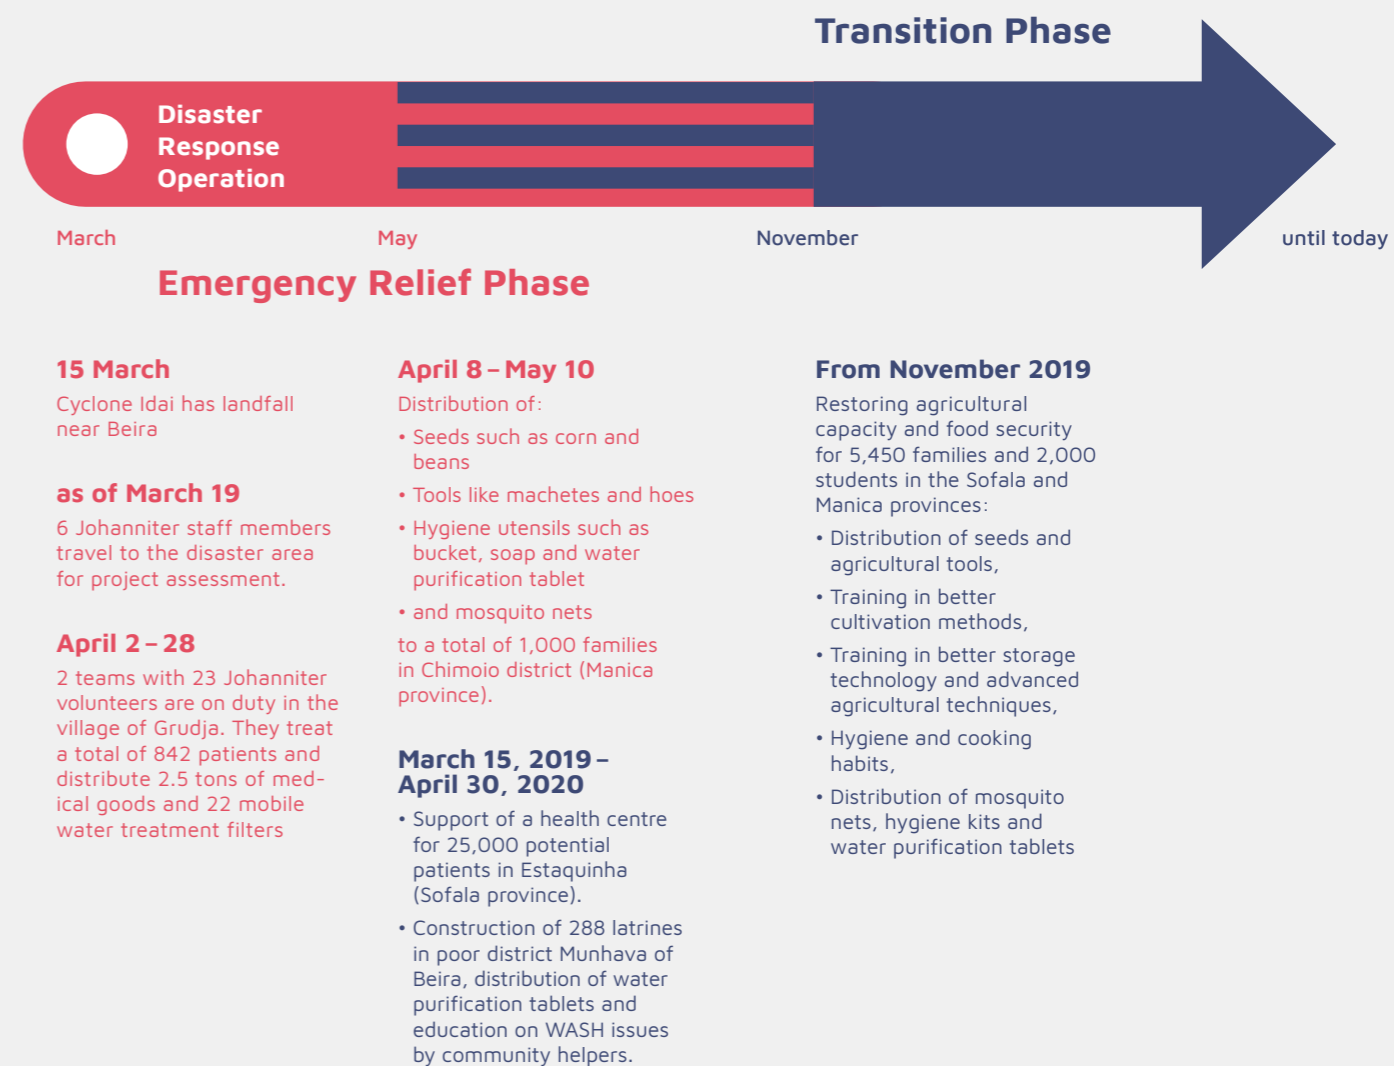 Transition Phase
Disaster
Response
Operation
March
May
November
until today
Emergency Relief Phase
15 March
Cyclone Idai has landfall
near Beira
as of March 19
6 Johanniter staff members
travel to the disaster area
for project assessment.
April 2 – 28
2 teams with 23 Johanniter
volunteers are on duty in the
village of Grudja. They treat
a total of 842 patients and
distribute 2.5 tons of med-
ical goods and 22 mobile
water treatment filters
April 8 – May 10
Distribution of:
• Seeds such as corn and
beans
• Tools like machetes and hoes
• Hygiene utensils such as
bucket, soap and water
purification tablet
• and mosquito nets
to a total of 1,000 families
in Chimoio district (Manica
province).
March 15, 2019 –
April 30, 2020
• Support of a health centre
for 25,000 potential
patients in Estaquinha
(Sofala province).
• Construction of 288 latrines
in poor district Munhava of
Beira, distribution of water
purification tablets and
education on WASH issues
by community helpers.
From November 2019
Restoring agricultural
capacity and food security
for 5,450 families and 2,000
students in the Sofala and
Manica provinces:
• Distribution of seeds and
agricultural tools,
• Training in better
cultivation methods,
• Training in better storage
technology and advanced
agricultural techniques,
• Hygiene and cooking
habits,
• Distribution of mosquito
nets, hygiene kits and
water purification tablets